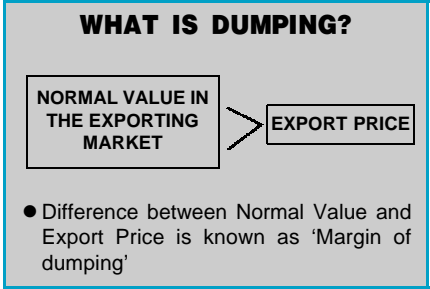 WHAT IS DUMPING?
NORMAL VALUE IN
THE EXPORTING
MARKET
EXPORT PRICE
● Difference between Normal Value and
Export Price is known as ‘Margin of
dumping’